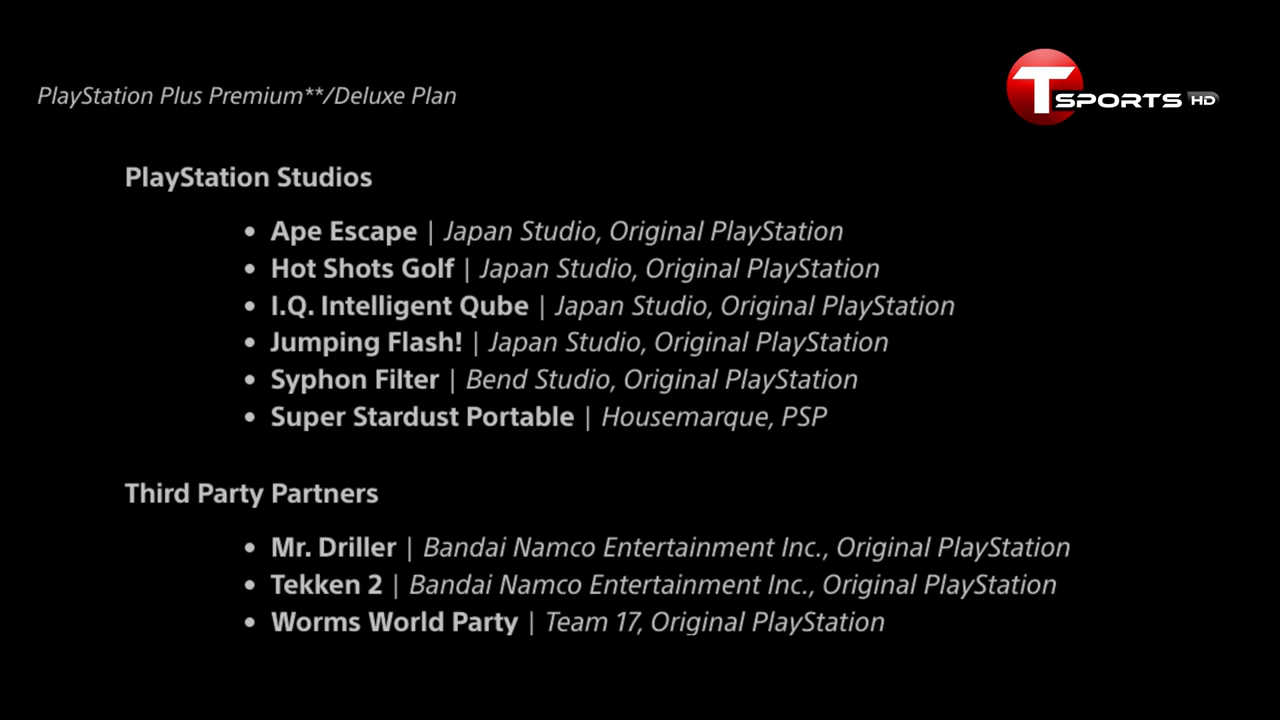 PlayStation Plus Premium**/Deluxe Plan
T SPORTS HD
PlayStation Studios
• Ape Escape | Japan Studio, Original PlayStation
• Hot Shots Golf | Japan Studio, Original PlayStation
• I.Q. Intelligent Qube | Japan Studio, Original PlayStation
• Jumping Flash! | Japan Studio, Original PlayStation
• Syphon Filter | Bend Studio, Original PlayStation
• Super Stardust Portable | Housemarque, PSP
Third Party Partners
• Mr. Driller | Bandai Namco Entertainment Inc., Original PlayStation
• Tekken 2 | Bandai Namco Entertainment Inc., Original PlayStation
• Worms World Party | Team 17, Original PlayStation